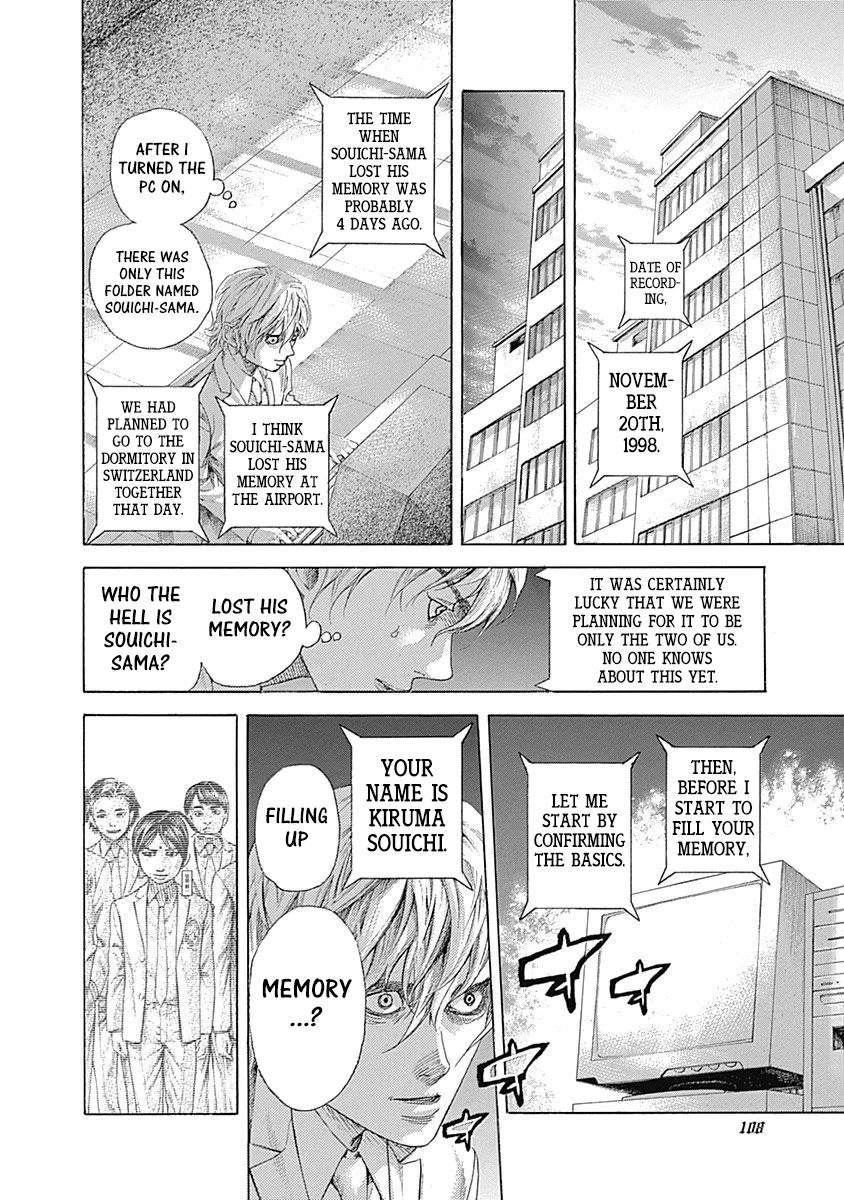 DATE OF
RECORD-
ING,
NOVEM-
BER
20TH,
1998.
THE TIME
WHEN
SOUICHI-SAMA
LOST HIS
MEMORY WAS
PROBABLY
4 DAYS AGO.
AFTER I
TURNED THE
PC ON,
THERE WAS
ONLY THIS
FOLDER NAMED
SOUICHI-SAMA.
I THINK
SOUICHI-SAMA
LOST HIS
MEMORY AT
THE AIRPORT.
WE HAD
PLANNED TO
GO TO THE
DORMITORY IN
SWITZERLAND
TOGETHER
THAT DAY.
IT WAS CERTAINLY
LUCKY THAT WE WERE
PLANNING FOR IT TO BE
ONLY THE TWO OF US.
NO ONE KNOWS
ABOUT THIS YET.
LOST HIS
MEMORY?
WHO THE
HELL IS
SOUICHI-
SAMA?
THEN,
BEFORE I
START TO
FILL YOUR
MEMORY,
LET ME
START BY
CONFIRMING
THE BASICS.
YOUR
NAME IS
KIRUMA
SOUICHI.
FILLING
UP
MEMORY
...?
108